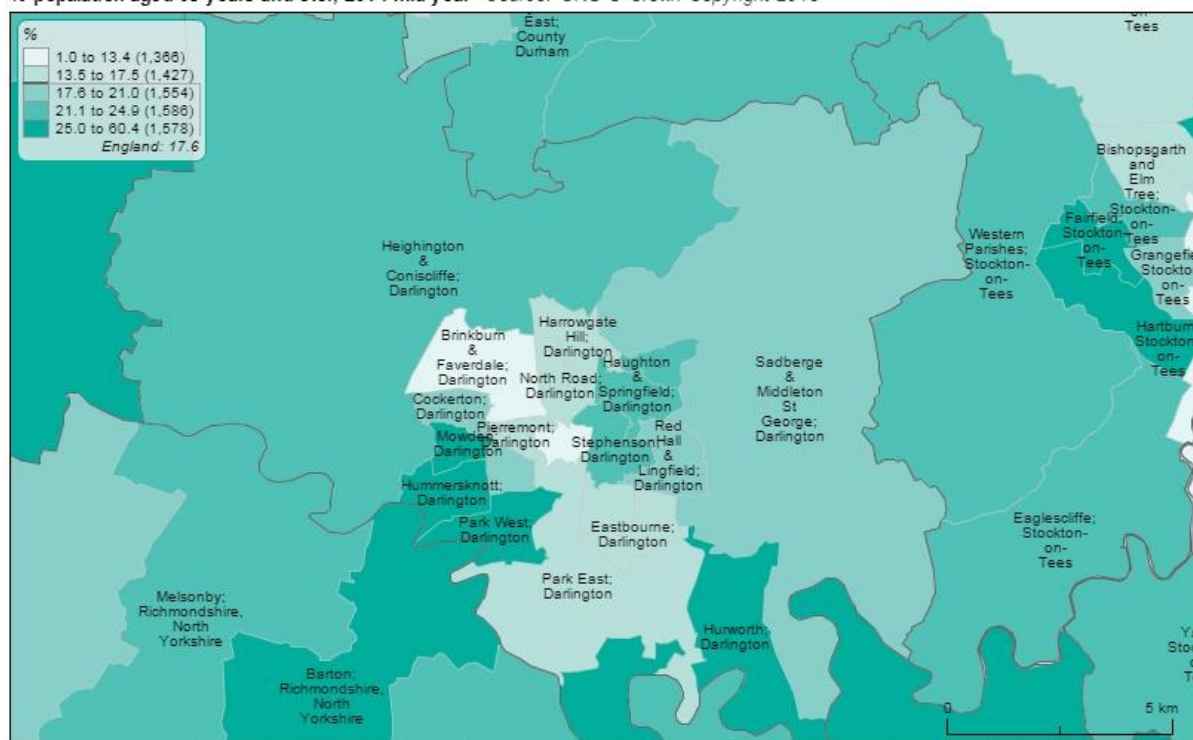 East;
County
Durham
on-
Tees
%
1.0 to 13.4 (1,366)
13.5 to 17.5 (1,427)
17.6 to 21.0 (1,554)
21.1 to 24.9 (1,586)
25.0 to 60.4 (1,578)
England: 17.6
Bishopsgarth
and
Elm
Tree;
Stockton-
on-
Tees
Fairfield;
Stockton-
on-
Tees
Western
Parishes;
Stockton-
on-
Tees
Grangefie
Stockto
on-
Tees
Hartburn
Stockton
on-
Tees
Heighington
&
Coniscliffe;
Darlington
Brinkburn
&
Faverdale;
Darlington
Harrowgate
Hill;
Darlington
North Road;
Darlington
Haughton
&
Springfield;
Darlington
Sadberge
&
Middleton
St
George;
Darlington
Cockerton;
Darlington
Pierremont;
Darlington
Mowden;
Darlington
Stephenson;
Darlington
Red
Hall
&
Lingfield;
Darlington
Hummersknott;
Darlington
Park West;
Darlington
Eastbourne;
Darlington
Eaglescliffe;
Stockton-
on-
Tees
Park East;
Darlington
Melsonby;
Richmondshire,
North
Yorkshire
Hurworth;
Darlington
Barton;
Richmondshire,
North
Yorkshire
0 5 km